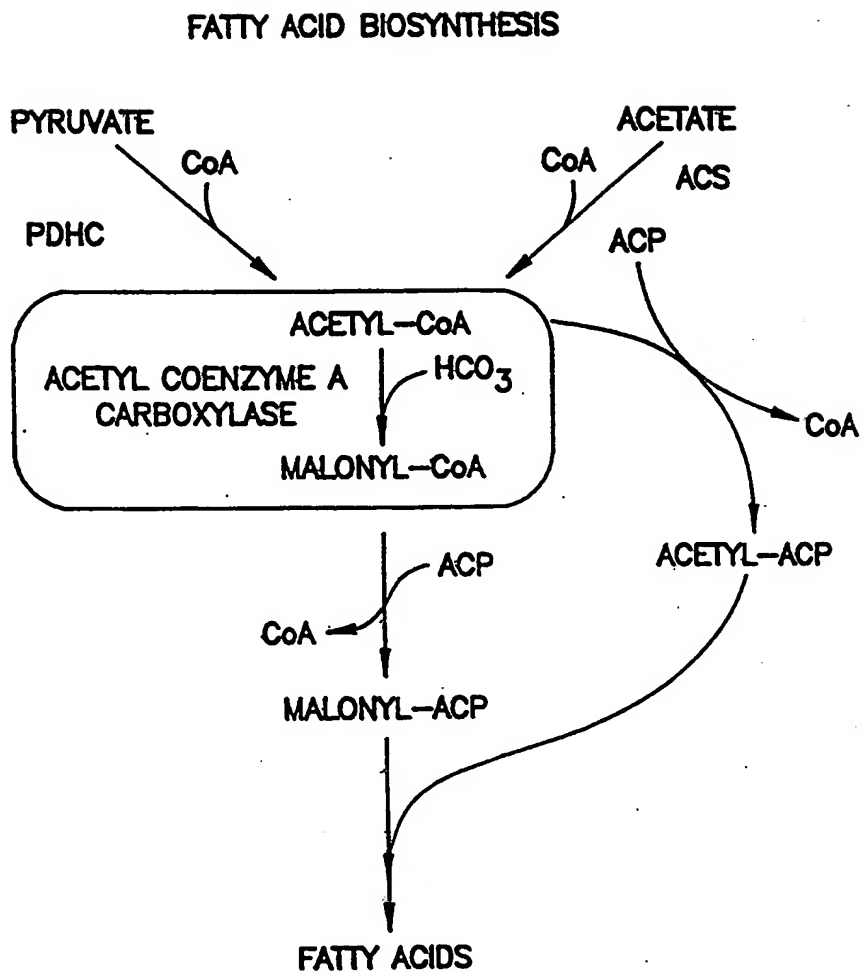 FATTY ACID BIOSYNTHESIS
PYRUVATE
ACETATE
CoA
CoA
ACS
PDHC
ACP
ACETYL-CoA
ACETYL COENZYME A
CARBOXYLASE
HCO3
CoA
MALONYL-CoA
ACP
ACETYL-ACP
CoA
MALONYL-ACP
FATTY ACIDS